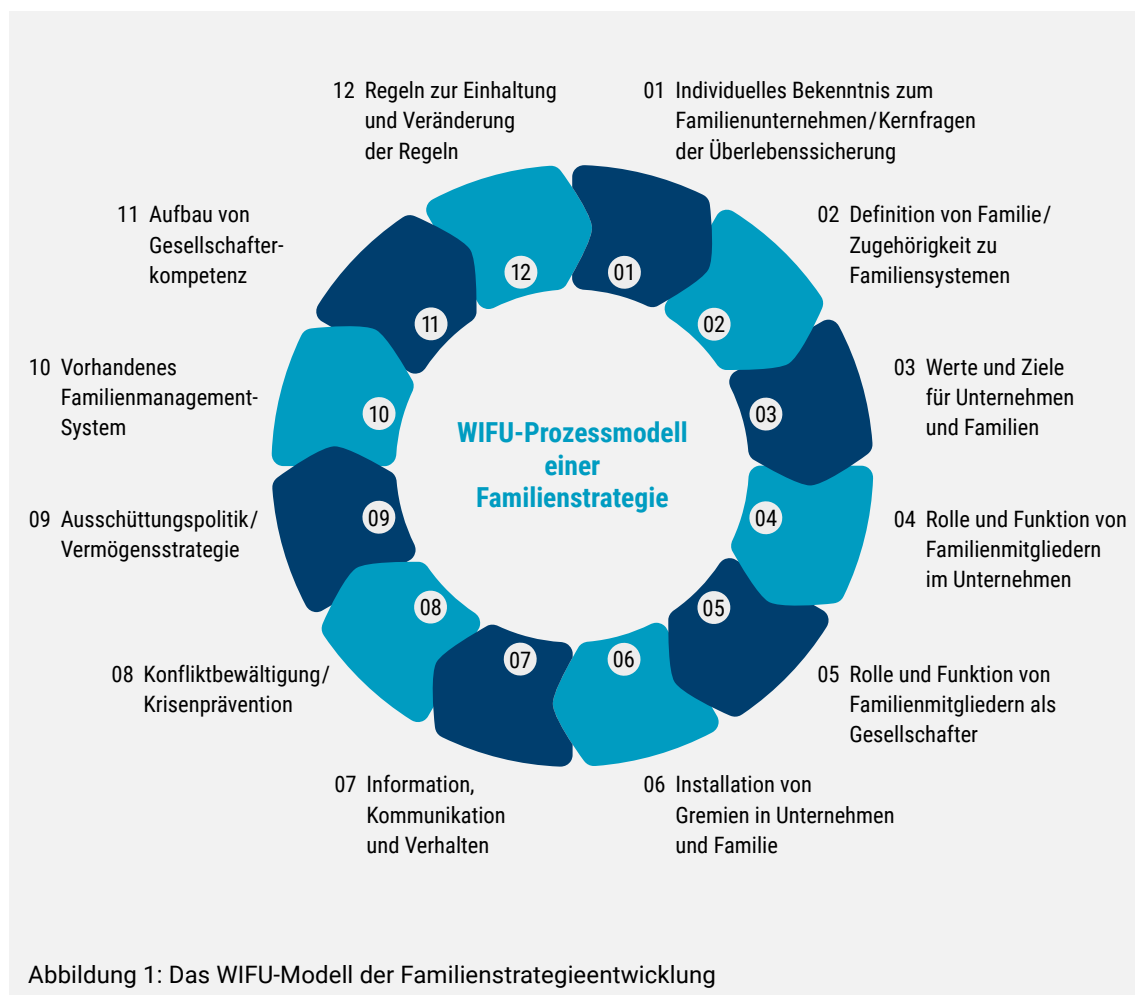 12 Regeln zur Einhaltung
und Veränderung
der Regeln
01 Individuelles Bekenntnis zum
Familienunternehmen/Kernfragen
der Überlebenssicherung
11 Aufbau von
Gesellschafter-
kompetenz
02 Definition von Familie/
Zugehörigkeit zu
Familiensystemen
10 Vorhandenes
Familienmanagement-
System
03 Werte und Ziele
für Unternehmen
und Familien
09 Ausschüttungspolitik/
Vermögensstrategie
04 Rolle und Funktion von
Familienmitgliedern
im Unternehmen
08 Konfliktbewältigung/
Krisenprävention
05 Rolle und Funktion von
Familienmitgliedern als
Gesellschafter
07 Information,
Kommunikation
und Verhalten
06 Installation von
Gremien in Unternehmen
und Familie
12
01
11
02
10
03
09
04
08
05
07
06
WIFU-Prozessmodell
einer
Familienstrategie
Abbildung 1: Das WIFU-Modell der Familienstrategieentwicklung